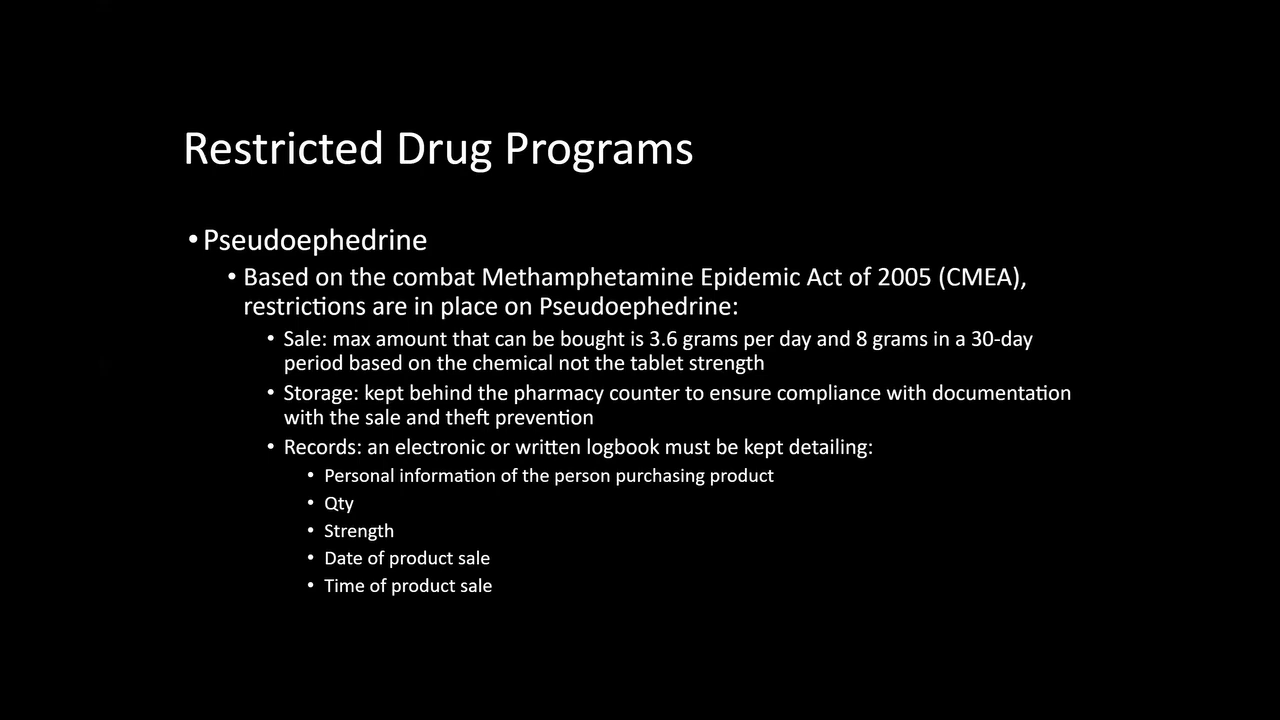 Restricted Drug Programs
• Pseudoephedrine
• Based on the combat Methamphetamine Epidemic Act of 2005 (CMEA),
restrictions are in place on Pseudoephedrine:
• Sale: max amount that can be bought is 3.6 grams per day and 8 grams in a 30-day
period based on the chemical not the tablet strength
• Storage: kept behind the pharmacy counter to ensure compliance with documentation
with the sale and theft prevention
• Records: an electronic or written logbook must be kept detailing:
• Personal information of the person purchasing product
• Qty
• Strength
• Date of product sale
• Time of product sale